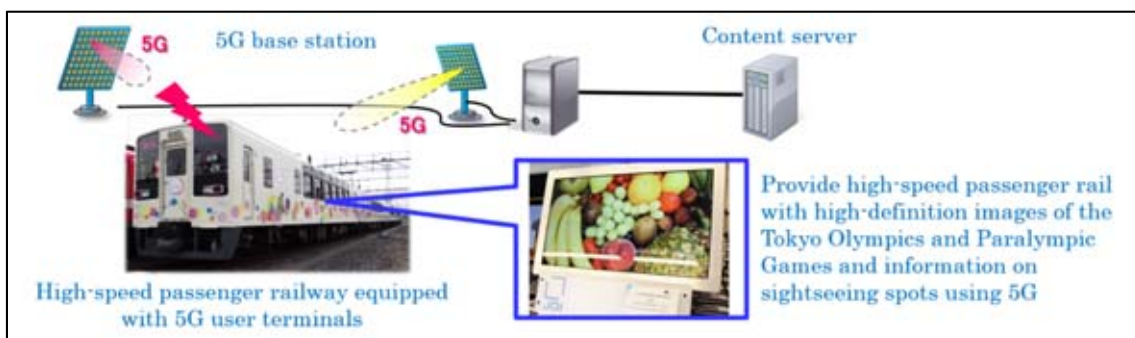 5G
5G base station
Content server
5G
Provide high-speed passenger rail
with high-definition images of the
Tokyo Olympics and Paralympic
Games and information on
sightseeing spots using 5G
High-speed passenger railway equipped
with 5G user terminals